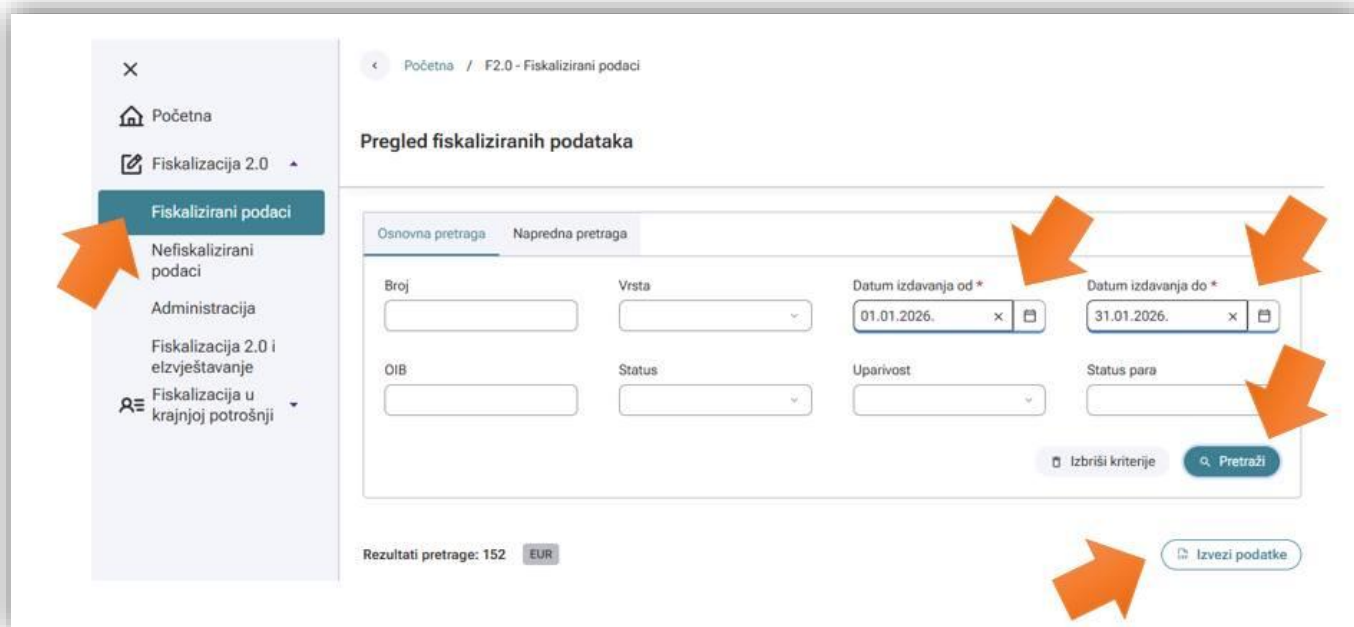 Početna
Fiskalizacija 2.0
Fiskalizirani podaci
Nefiskalizirani
podaci
Administracija
Fiskalizacija 2.0 i
eIzvještavanje
Fiskalizacija u
krajnjoj potrošnji
Početna / F2.0 - Fiskalizirani podaci
Pregled fiskaliziranih podataka
Osnovna pretraga Napredna pretraga
Broj Vrsta Datum izdavanja od * Datum izdavanja do *
01.01.2026. 31.01.2026.
OIB Status Uparivost Status para
Izbriši kriterije Pretraži
Rezultati pretrage: 152 EUR Izvezi podatke